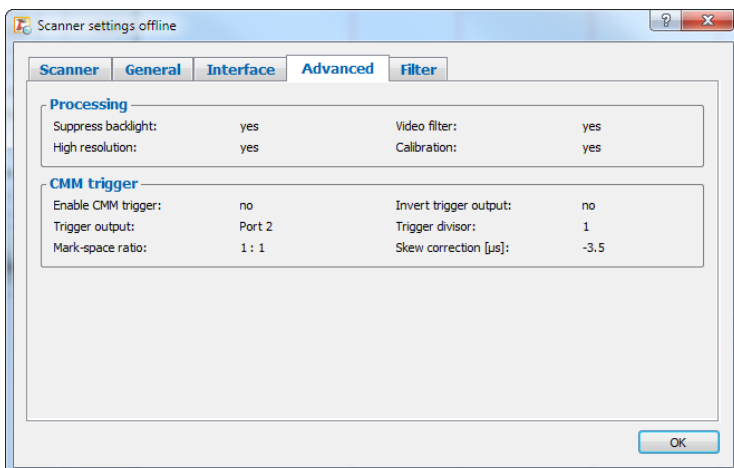 Scanner settings offline
Scanner General Interface Advanced Filter
Processing
Suppress backlight: yes Video filter: yes
High resolution: yes Calibration: yes
CMM trigger
Enable CMM trigger: no Invert trigger output: no
Trigger output: Port 2 Trigger divisor: 1
Mark-space ratio: 1 : 1 Skew correction [µs]: -3.5
OK